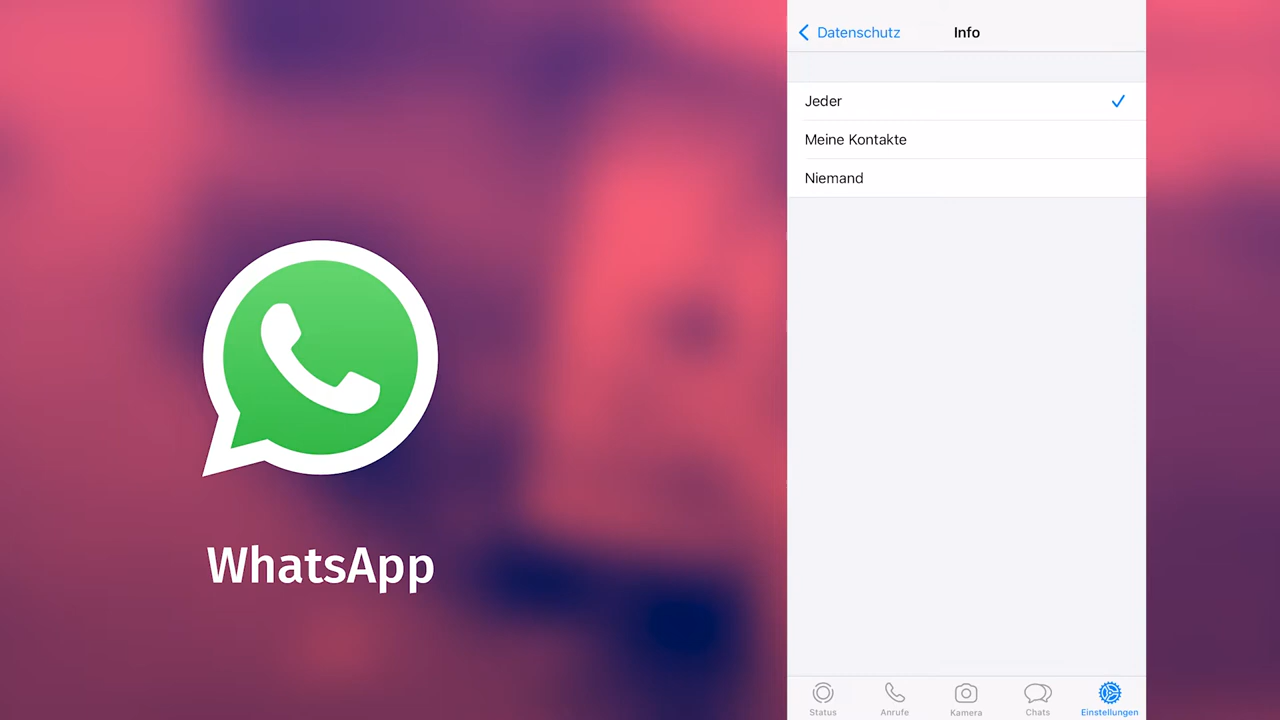 WhatsApp
Datenschutz
Info
Jeder
Meine Kontakte
Niemand
Status
Anrufe
Kamera
Chats
Einstellungen